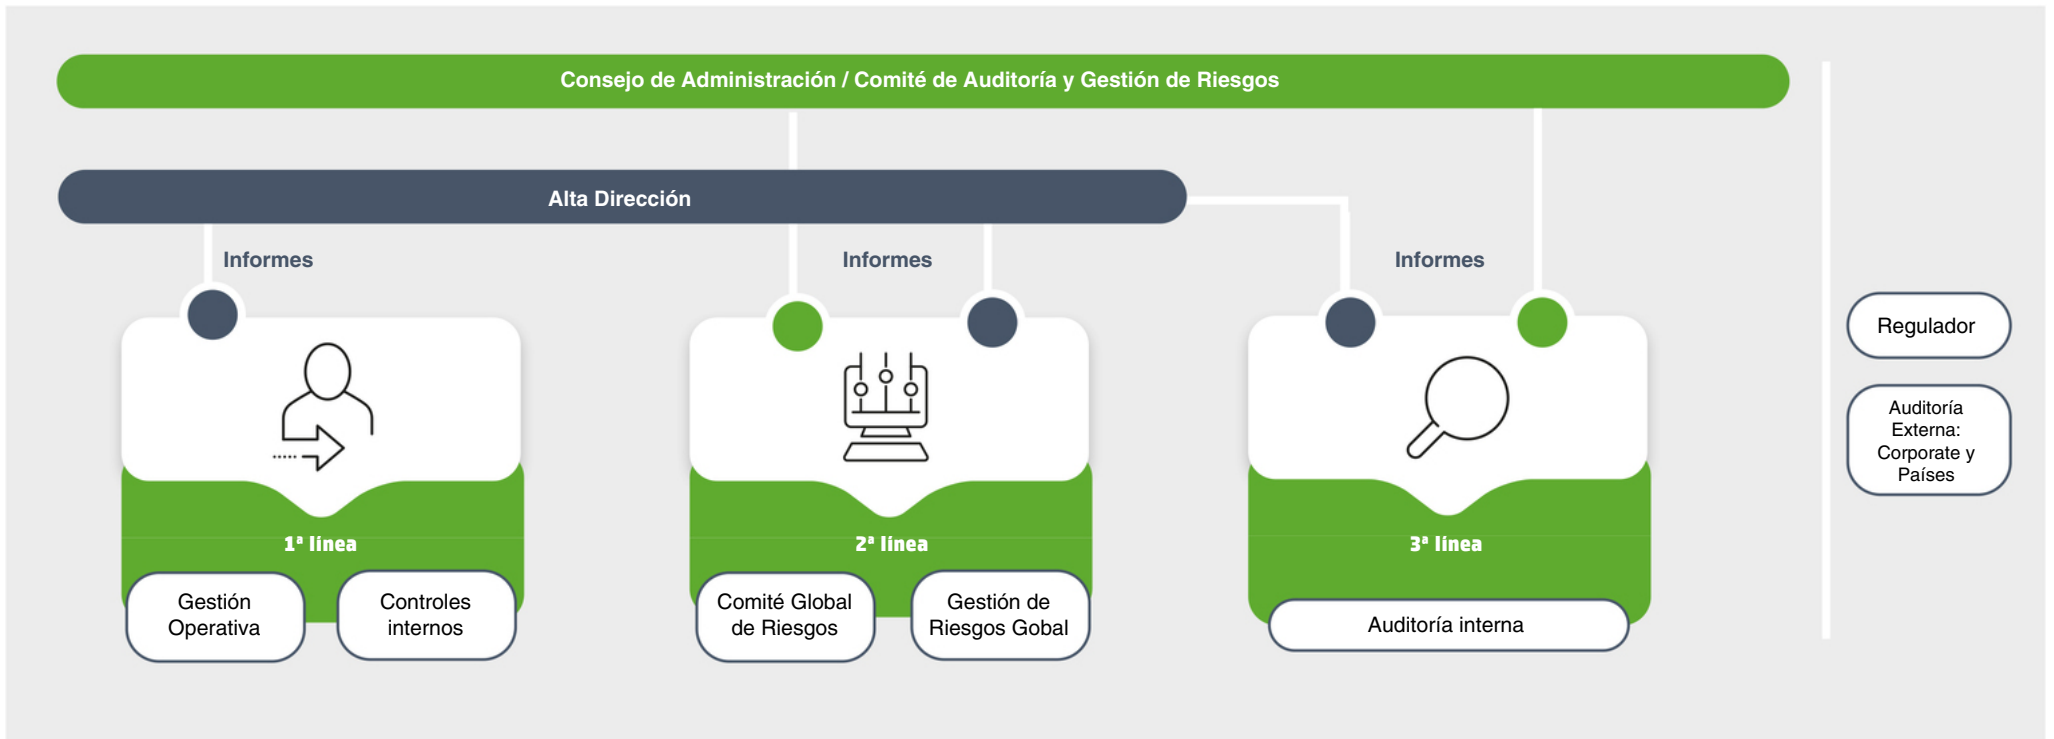 Consejo de Administración / Comité de Auditoría y Gestión de Riesgos
Alta Dirección
Informes
Informes
Informes
1ª línea
Gestión
Operativa
Controles
internos
2ª línea
Comité Global
de Riesgos
Gestión de
Riesgos Gobal
3ª línea
Auditoría interna
Regulador
Auditoría
Externa:
Corporate y
Países